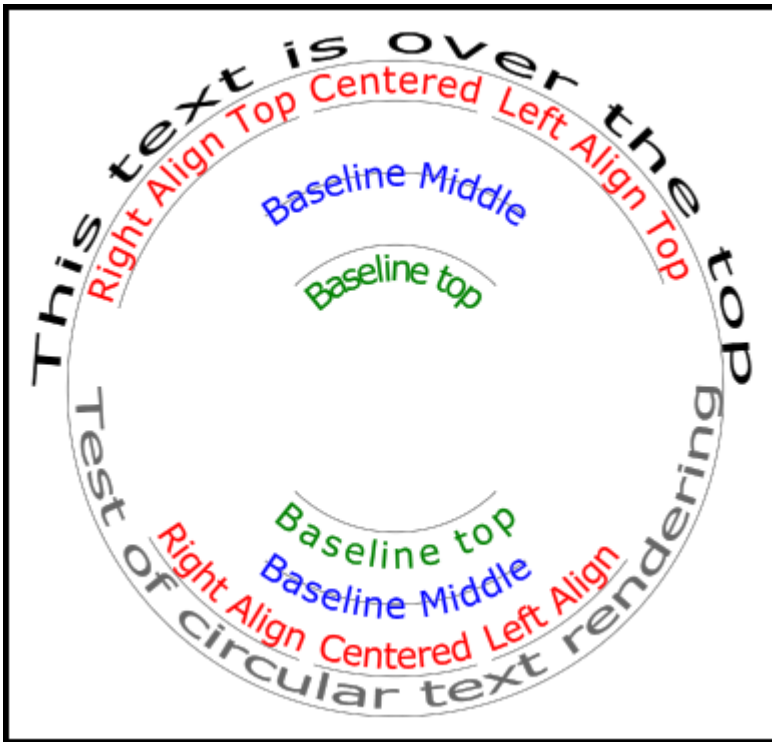 This text is over the top
Right Align Top
Centered
Left Align Top
Baseline Middle
Baseline top
Baseline top
Baseline Middle
Right Align
Centered
Left Align
Test of circular text rendering